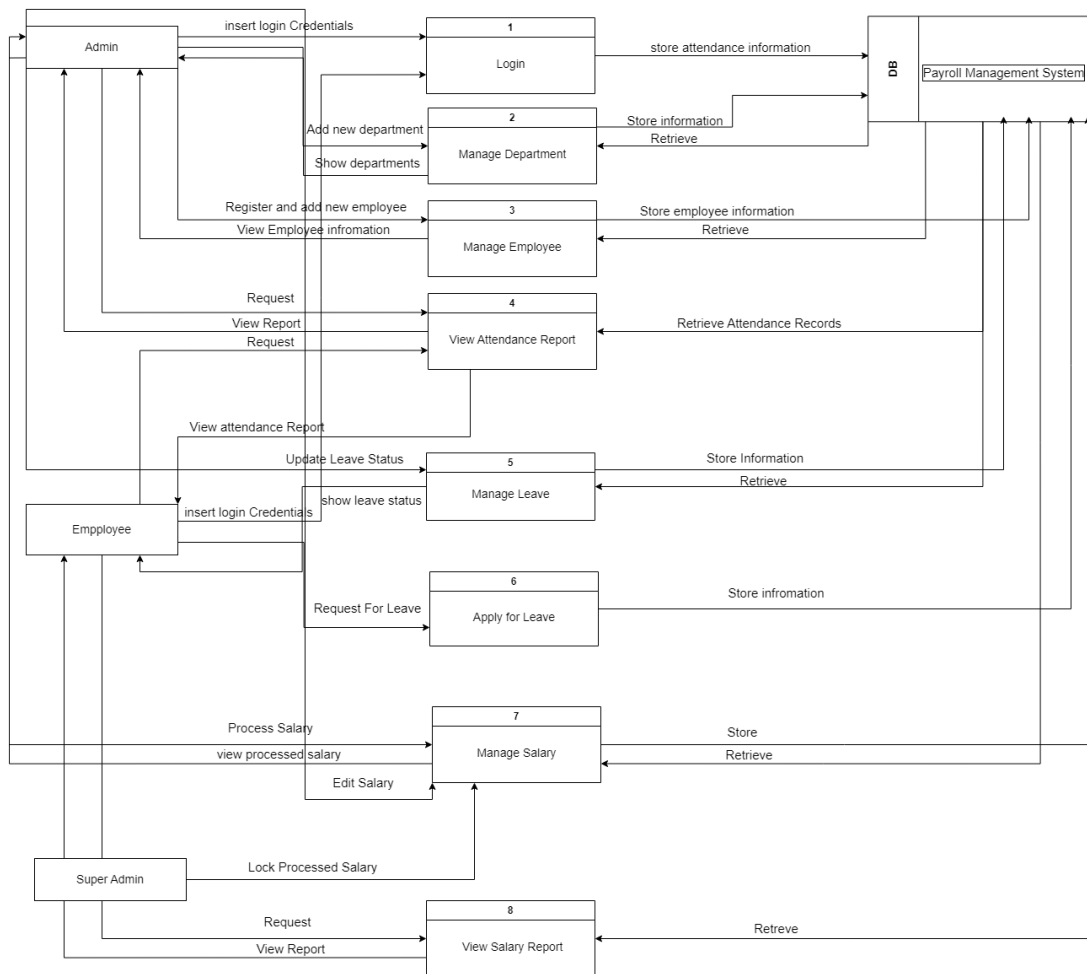 insert login Credentials
1
Admin
Login
store attendance information
DB
Payroll Management System
Add new department
2
Store information
Manage Department
Retrieve
Show departments
Register and add new employee
3
Store employee information
View Employee infromation
Manage Employee
Retrieve
Request
4
View Report
View Attendance Report
Retrieve Attendance Records
Request
View attendance Report
Update Leave Status
5
Store Information
show leave status
Manage Leave
Retrieve
insert login Credentials
Empployee
6
Request For Leave
Apply for Leave
Store infromation
7
Process Salary
Store
view processed salary
Manage Salary
Retrieve
Edit Salary
Lock Processed Salary
Super Admin
8
Request
Retreve
View Report
View Salary Report